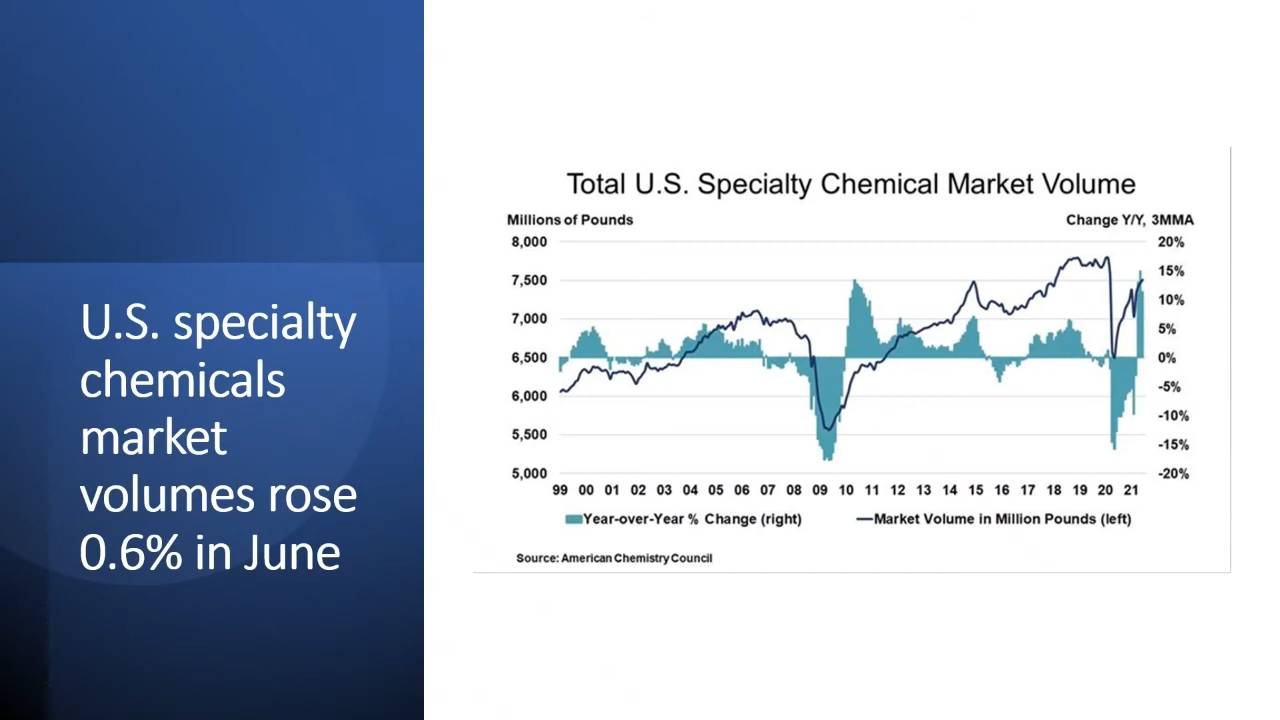 U.S. specialty
chemicals
market
volumes rose
0.6% in June
Total U.S. Specialty Chemical Market Volume
Millions of Pounds
Change Y/Y, 3MMA
8,000
7,500
7,000
6,500
6,000
5,500
5,000
20%
15%
10%
5%
0%
-5%
-10%
-15%
-20%
99 00 01 02 03 04 05 06 07 08 09 10 11 12 13 14 15 16 17 18 19 20 21
Year-over-Year % Change (right)
Market Volume in Million Pounds (left)
Source: American Chemistry Council